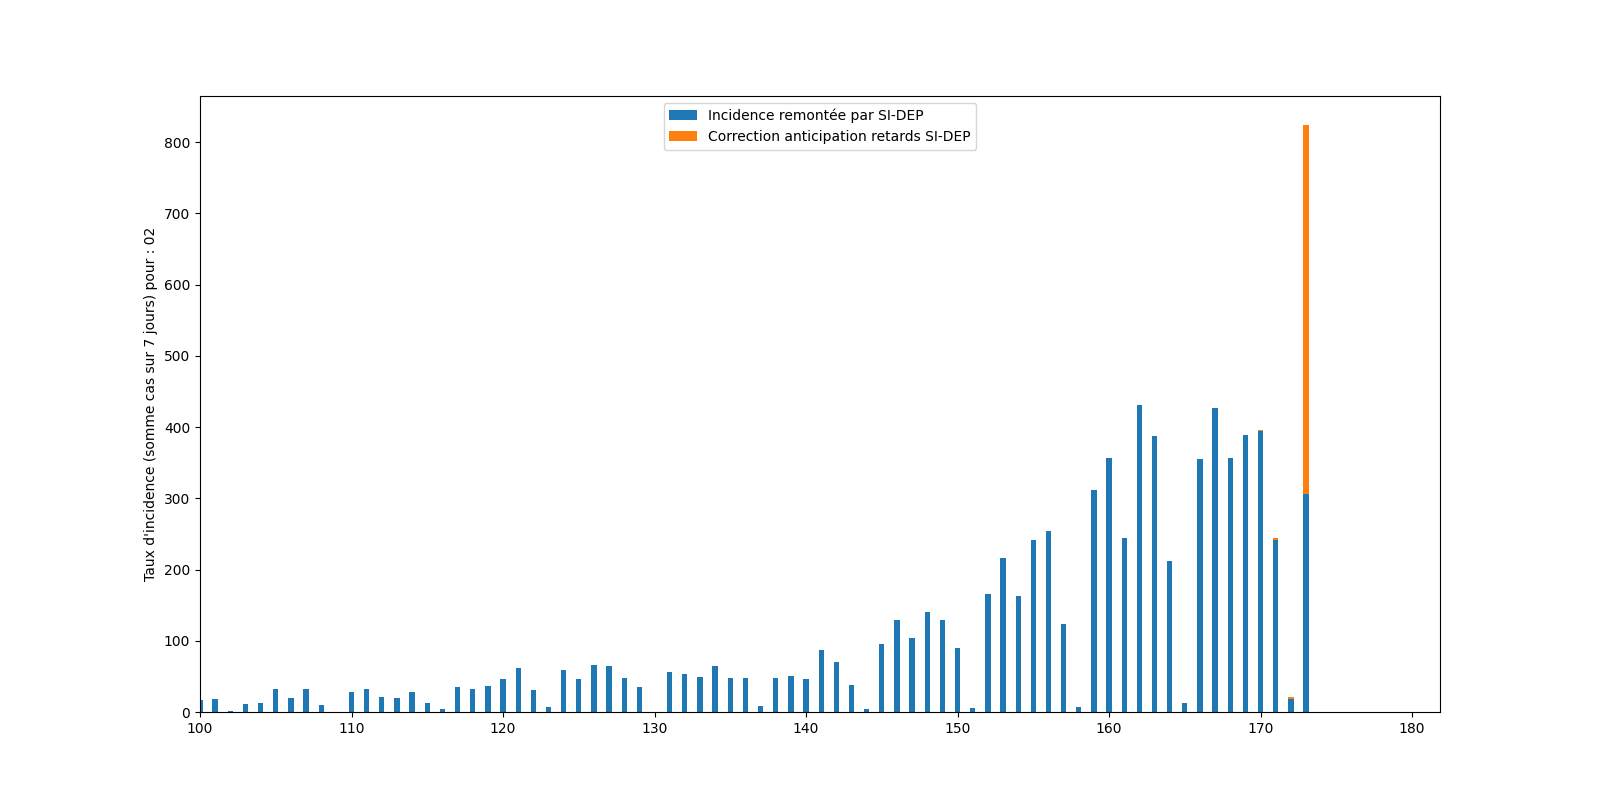 Incidence remontée par SI-DEP
Correction anticipation retards SI-DEP
Taux d'incidence (somme cas sur 7 jours) pour : 02
800
700
600
500
400
300
200
100
0
100 110 120 130 140 150 160 170 180